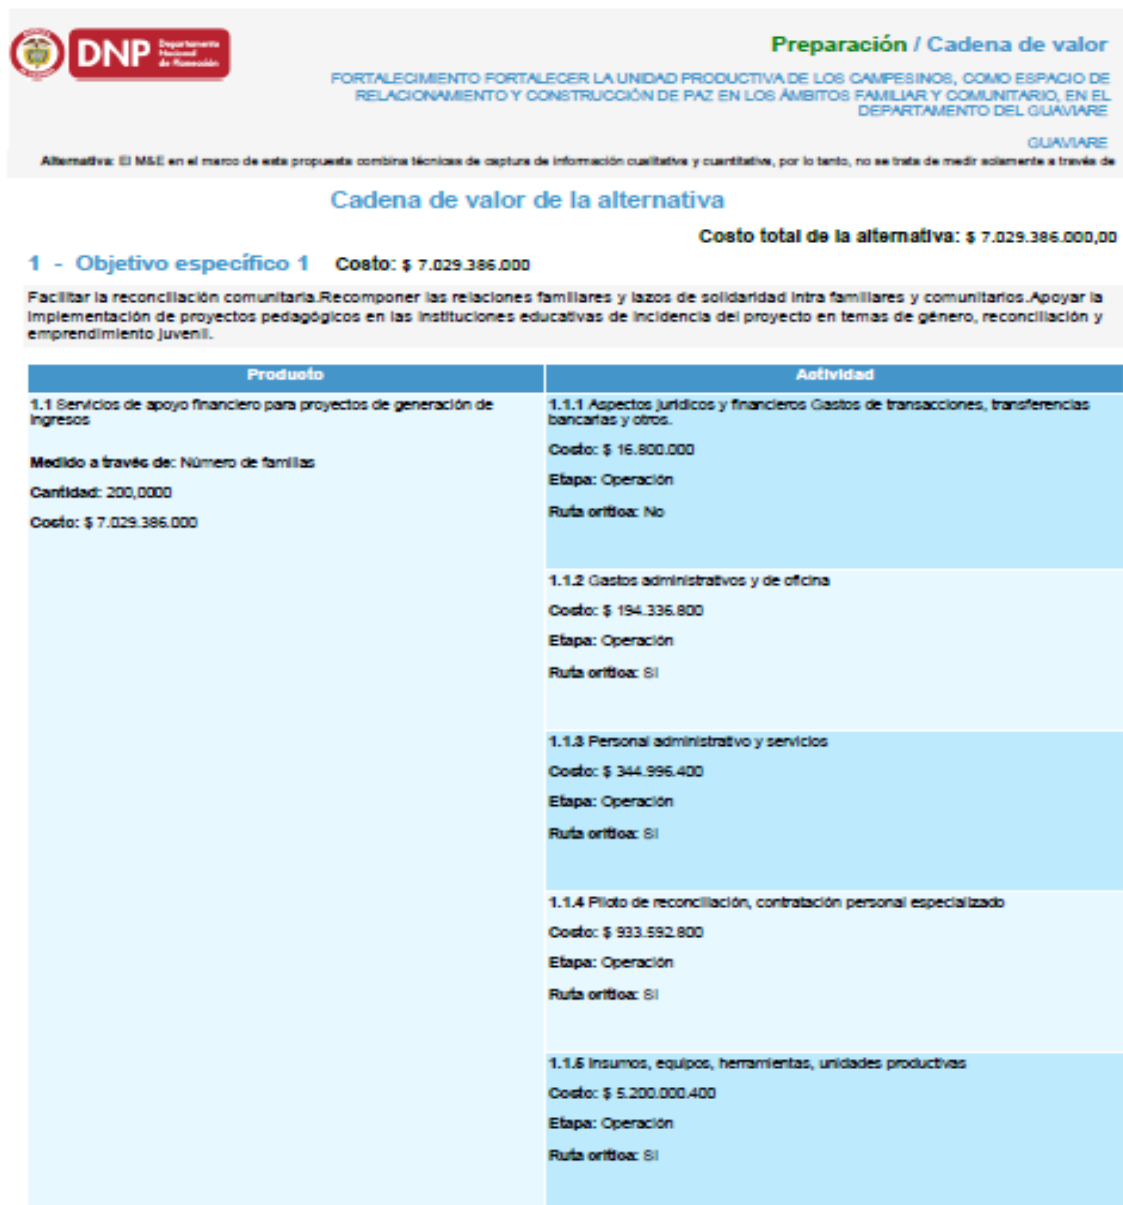 DNP Departamento
Nacional
de Planeación
Preparación / Cadena de valor
FORTALECIMIENTO FORTALECER LA UNIDAD PRODUCTIVA DE LOS CAMPESINOS, COMO ESPACIO DE
RELACIONAMIENTO Y CONSTRUCCIÓN DE PAZ EN LOS ÁMBITOS FAMILIAR Y COMUNITARIO, EN EL
DEPARTAMENTO DEL GUAVIARE
GUAVIARE
Alternativa: El M&E en el marco de esta propuesta combina técnicas de captura de información cualitativa y cuantitativa, por lo tanto, no se trata de medir solamente a través de
Cadena de valor de la alternativa
Costo total de la alternativa: $ 7.029.386.000,00
1 - Objetivo específico 1 Costo: $ 7.029.386.000
Facilitar la reconciliación comunitaria.Recomponer las relaciones familiares y lazos de solidaridad intra familiares y comunitarios.Apoyar la
implementación de proyectos pedagógicos en las instituciones educativas de incidencia del proyecto en temas de género, reconciliación y
emprendimiento juvenil.
Producto
Actividad
1.1 Servicios de apoyo financiero para proyectos de generación de
ingresos
Medido a través de: Número de familias
Cantidad: 200,0000
Costo: $ 7.029.386.000
1.1.1 Aspectos jurídicos y financieros Gastos de transacciones, transferencias
bancarias y otros.
Costo: $ 16.800.000
Etapa: Operación
Ruta crítica: No
1.1.2 Gastos administrativos y de oficina
Costo: $ 194.336.800
Etapa: Operación
Ruta crítica: Si
1.1.3 Personal administrativo y servicios
Costo: $ 344.996.400
Etapa: Operación
Ruta crítica: Si
1.1.4 Piloto de reconciliación, contratación personal especializado
Costo: $ 933.592.800
Etapa: Operación
Ruta crítica: Si
1.1.5 Insumos, equipos, herramientas, unidades productivas
Costo: $ 5.200.000.400
Etapa: Operación
Ruta crítica: Si